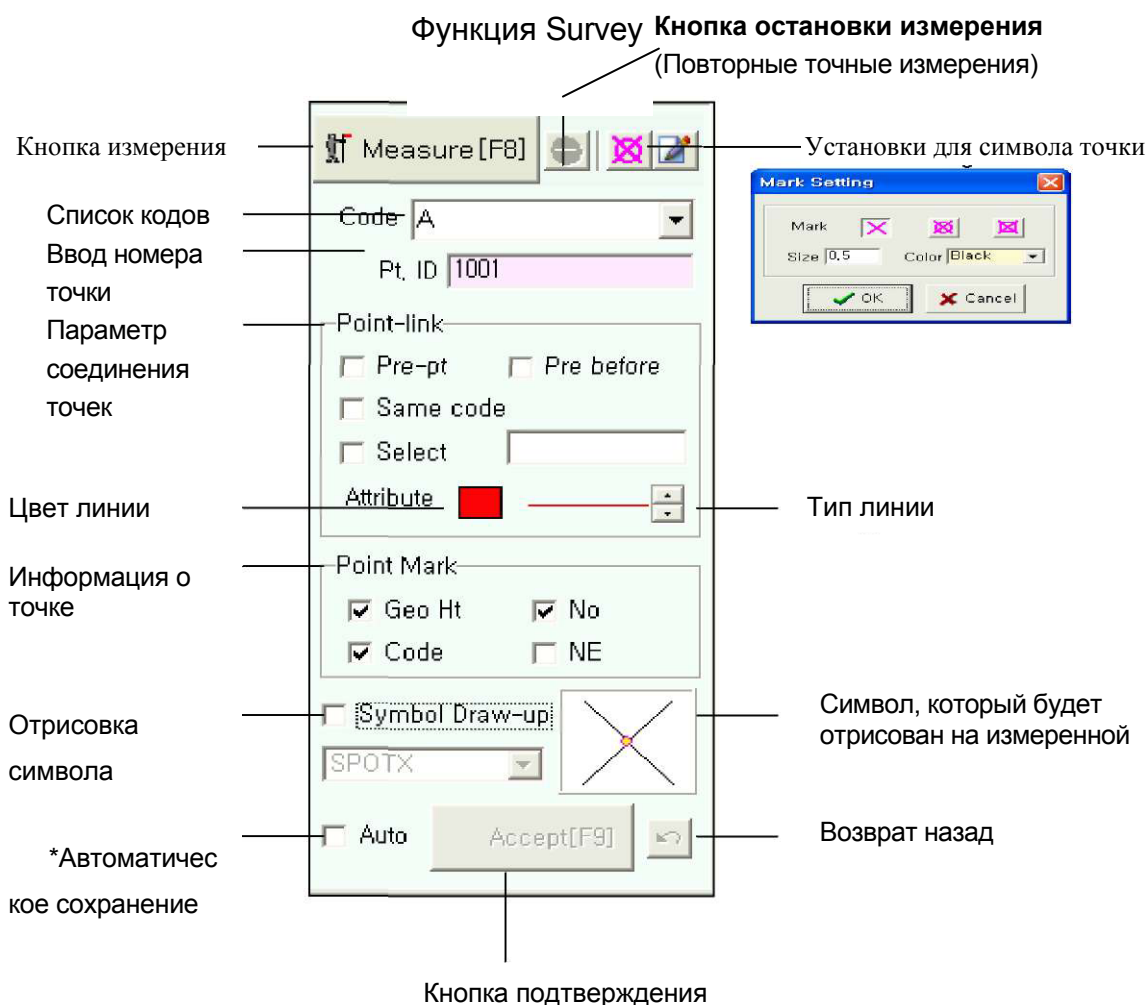 Функция Survey Кнопка остановки измерения
(Повторные точные измерения)
Кнопка измерения
Measure[F8]
Установки для символа точки
Mark Setting
Mark
Size 0.5 Color Black
OK Cancel
Список кодов
Code A
Ввод номера
точки
Pt. ID 1001
Параметр
соединения
точек
Point-link
Pre-pt Pre before
Same code
Select
Цвет линии
Attribute
Тип линии
Информация о
точке
Point Mark
Geo Ht No
Code NE
Отрисовка
символа
Symbol Draw-up
SPOTX
Символ, который будет
отрисован на измеренной
*Автоматичес
кое сохранение
Auto Accept[F9]
Возврат назад
Кнопка подтверждения